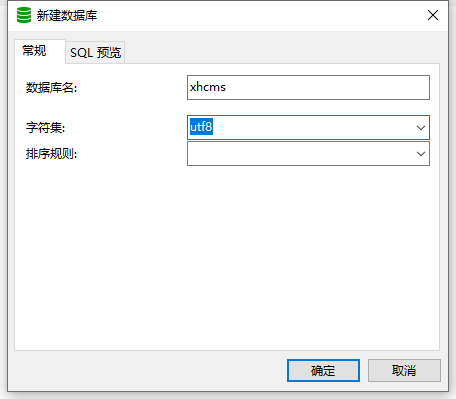 新建数据库
常规
SQL 预览
数据库名:
xhcms
字符集:
utf8
排序规则:
确定
取消